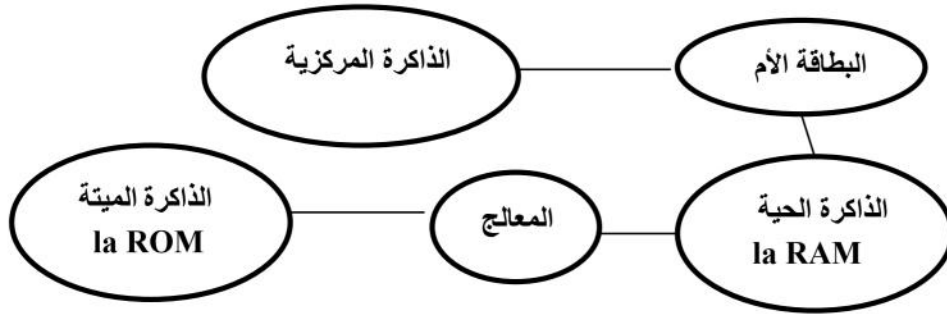 البطاقة الأم
الذاكرة المركزية
الذاكرة الحية
la RAM
المعالج
الذاكرة الميتة
la ROM